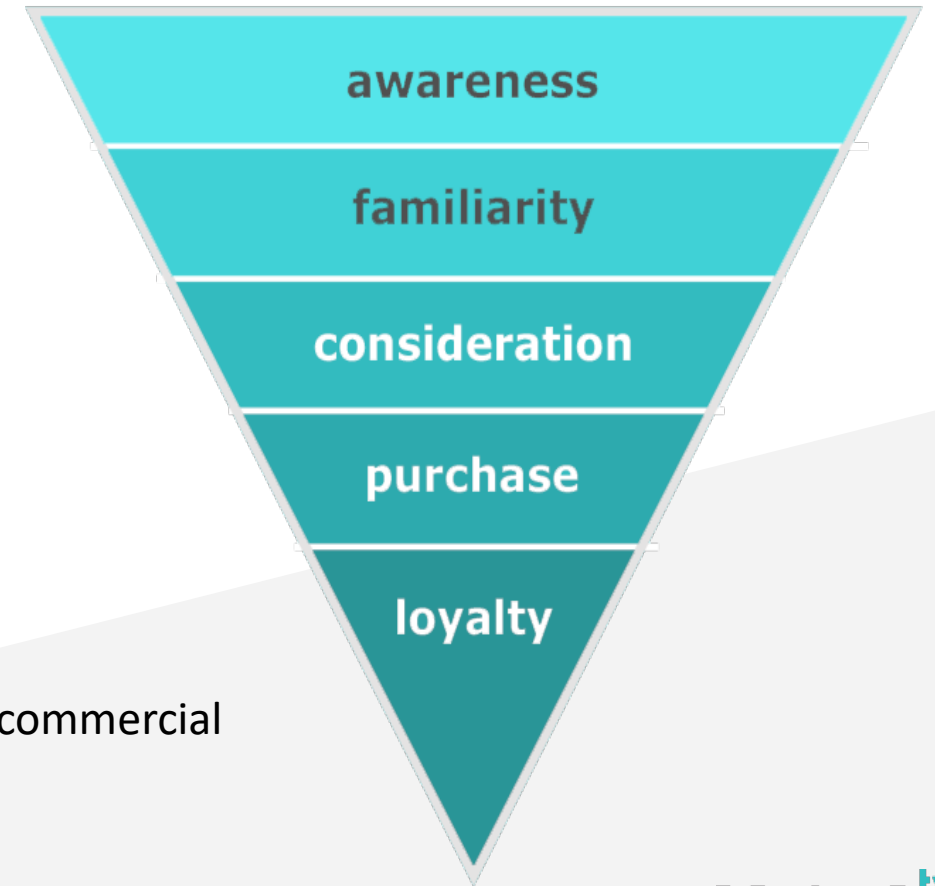 awareness
familiarity
consideration
purchase
loyalty
commercial